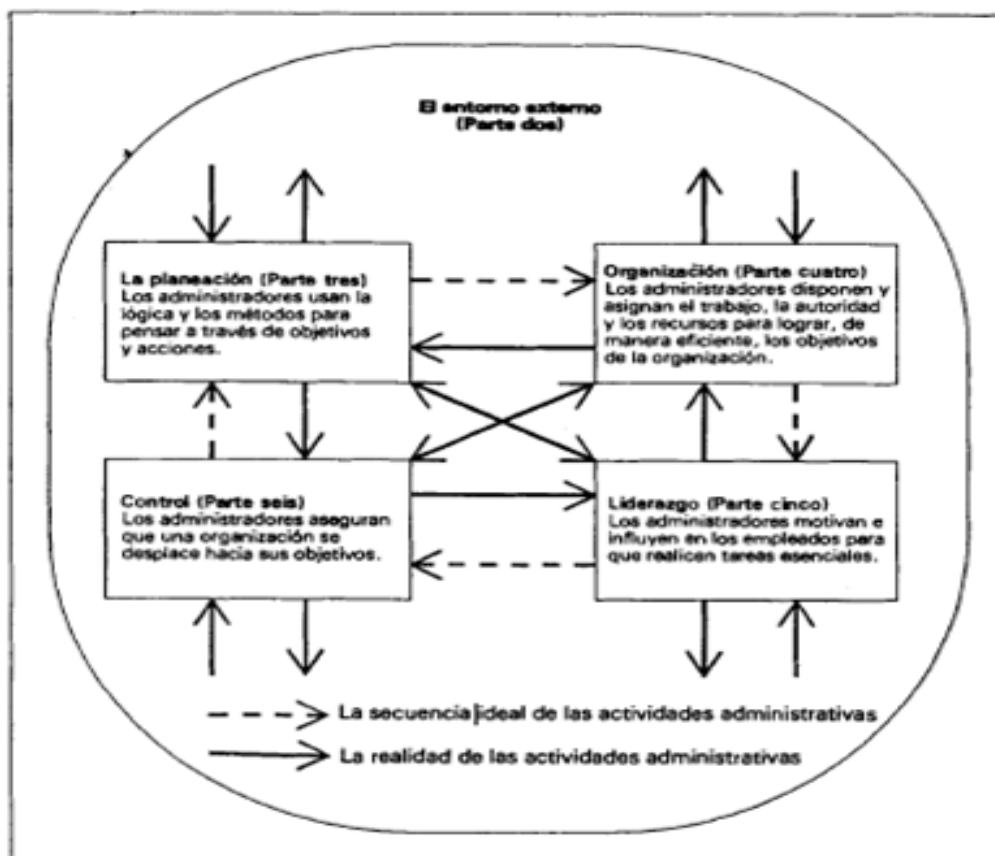 El entorno externo
(Parte dos)
La planeación (Parte tres)
Los administradores usan la
lógica y los métodos para
pensar a través de objetivos
y acciones.
Organización (Parte cuatro)
Los administradores disponen y
asignan el trabajo, la autoridad
y los recursos para lograr, de
manera eficiente, los objetivos
de la organización.
Control (Parte seis)
Los administradores aseguran
que una organización se
desplace hacia sus objetivos.
Liderazgo (Parte cinco)
Los administradores motivan e
influyen en los empleados para
que realicen tareas esenciales.
La secuencia ideal de las actividades administrativas
La realidad de las actividades administrativas